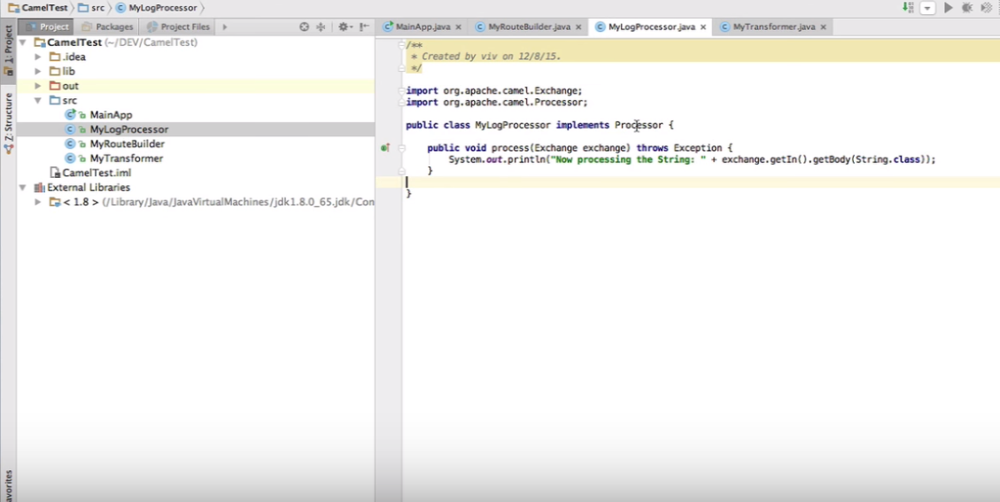 CamelTest src MyLogProcessor
1: Project
Z: Structure
avorites
Project Packages Project Files
CamelTest (~/DEV/CamelTest)
.idea
lib
out
src
MainApp
MyLogProcessor
MyRouteBuilder
MyTransformer
CamelTest.iml
External Libraries
< 1.8 > (/Library/Java/JavaVirtualMachines/jdk1.8.0_65.jdk/Con
MainApp.java MyRouteBuilder.java MyLogProcessor.java MyTransformer.java
/**
* Created by viv on 12/8/15.
*/
import org.apache.camel.Exchange;
import org.apache.camel.Processor;
public class MyLogProcessor implements Processor {
public void process(Exchange exchange) throws Exception {
System.out.println("Now processing the String: " + exchange.getIn().getBody(String.class));
}
}